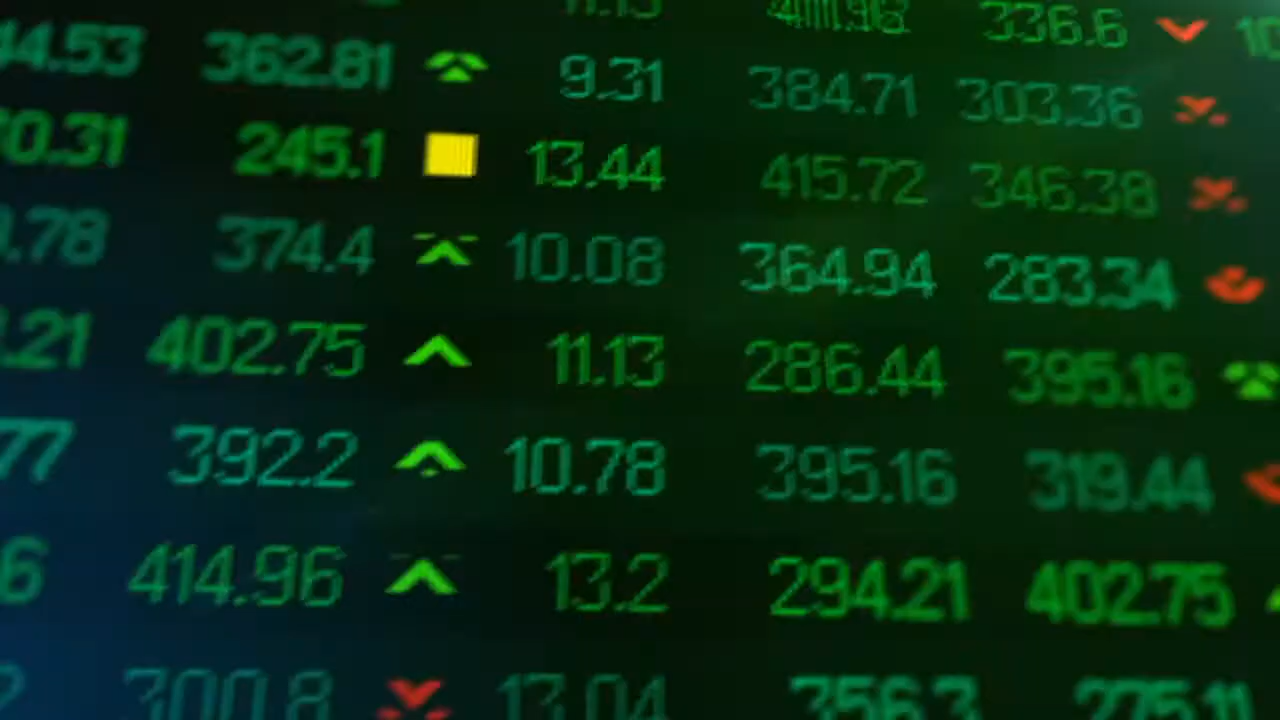 336.6
44.53 362.81 9.31 384.71 303.36
0.31 245.1 13.44 415.72 346.38
.78 374.4 10.08 364.94 283.34
.21 402.75 11.13 286.44 395.16
77 392.2 10.78 395.16 319.44
6 414.96 13.2 294.21 402.75
2 300.8 13.04 356.3 275.11